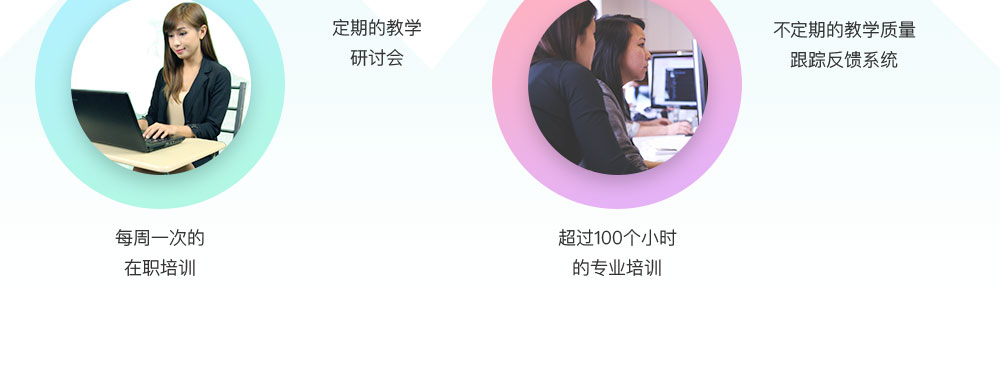 定期的教学
研讨会
不定期的教学质量
跟踪反馈系统
每周一次的
在职培训
超过100个小时
的专业培训